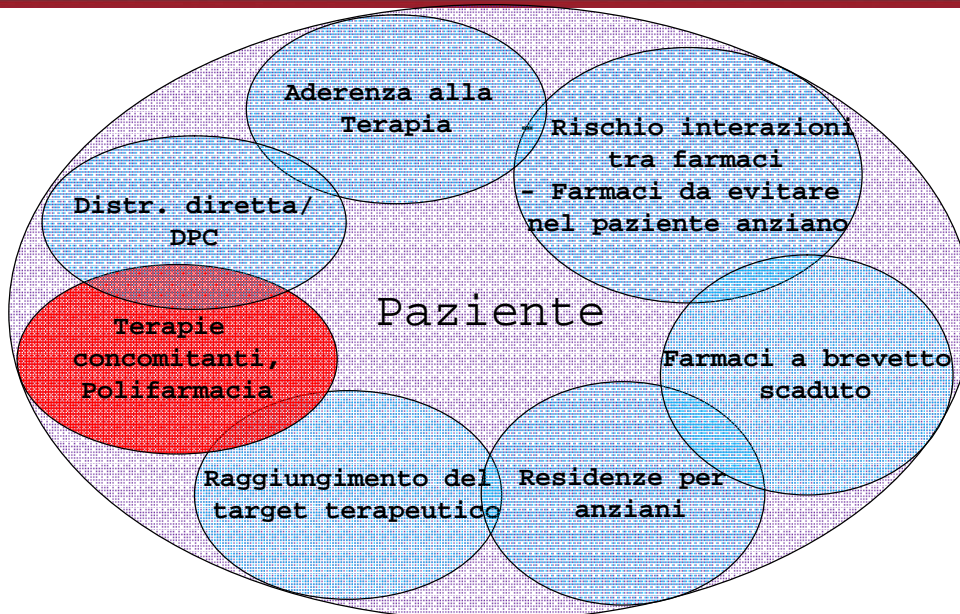 Aderenza alla
Terapia
- Rischio interazioni
tra farmaci
- Farmaci da evitare
nel paziente anziano
Distr. diretta/
DPC
Paziente
Terapie
concomitanti,
Polifarmacia
Farmaci a brevetto
scaduto
Raggiungimento del
target terapeutico
Residenze per
anziani